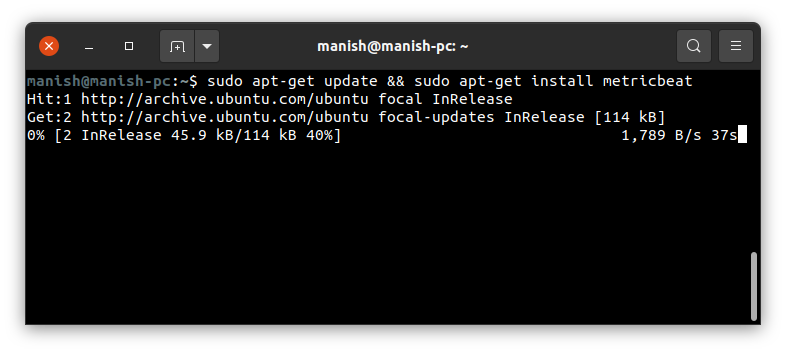 manish@manish-pc: ~
manish@manish-pc:~$ sudo apt-get update && sudo apt-get install metricbeat
Hit:1 http://archive.ubuntu.com/ubuntu focal InRelease
Get:2 http://archive.ubuntu.com/ubuntu focal-updates InRelease [114 kB]
0% [2 InRelease 45.9 kB/114 kB 40%] 1,789 B/s 37s